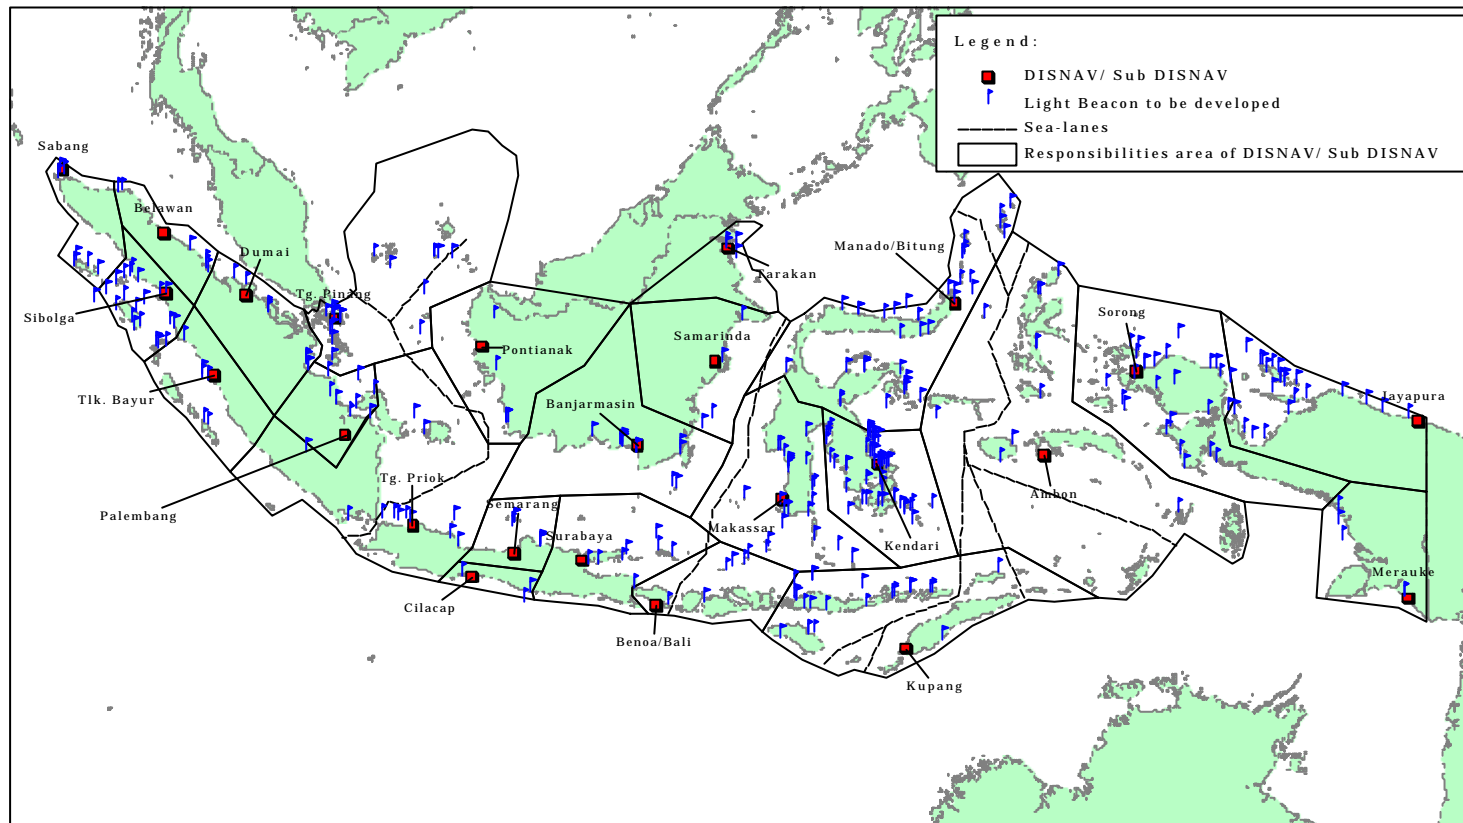 Legend:
DISNAV/ Sub DISNAV
Light Beacon to be developed
Sea-lanes
Responsibilities area of DISNAV/ Sub DISNAV
Sabang
Belawan
Dumai
Tg. Pinang
Sibolga
Tlk. Bayur
Palembang
Pontianak
Tarakan
Samarinda
Banjarmasin
Manado/Bitung
Sorong
Jayapura
Tg. Priok
Semarang
Surabaya
Cilacap
Benoa/Bali
Makassar
Kendari
Ambon
Merauke
Kupang